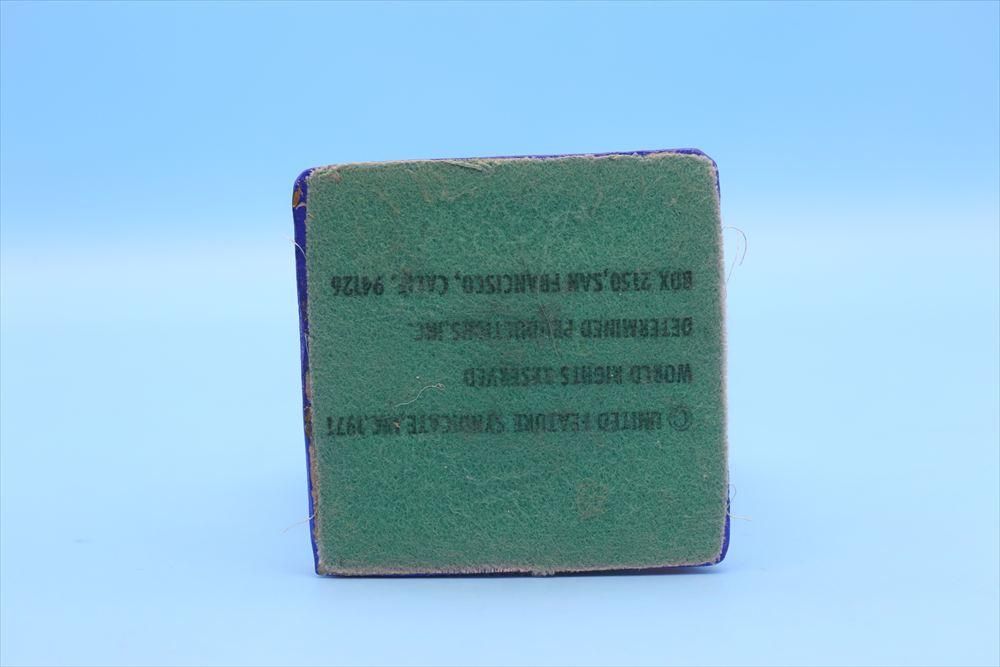 © UNITED FEATURE SYNDICATE,INC.1971
WORLD RIGHTS RESERVED
DETERMINED PRODUCTIONS,INC.
BOX 2150,SAN FRANCISCO, CALIF. 94126